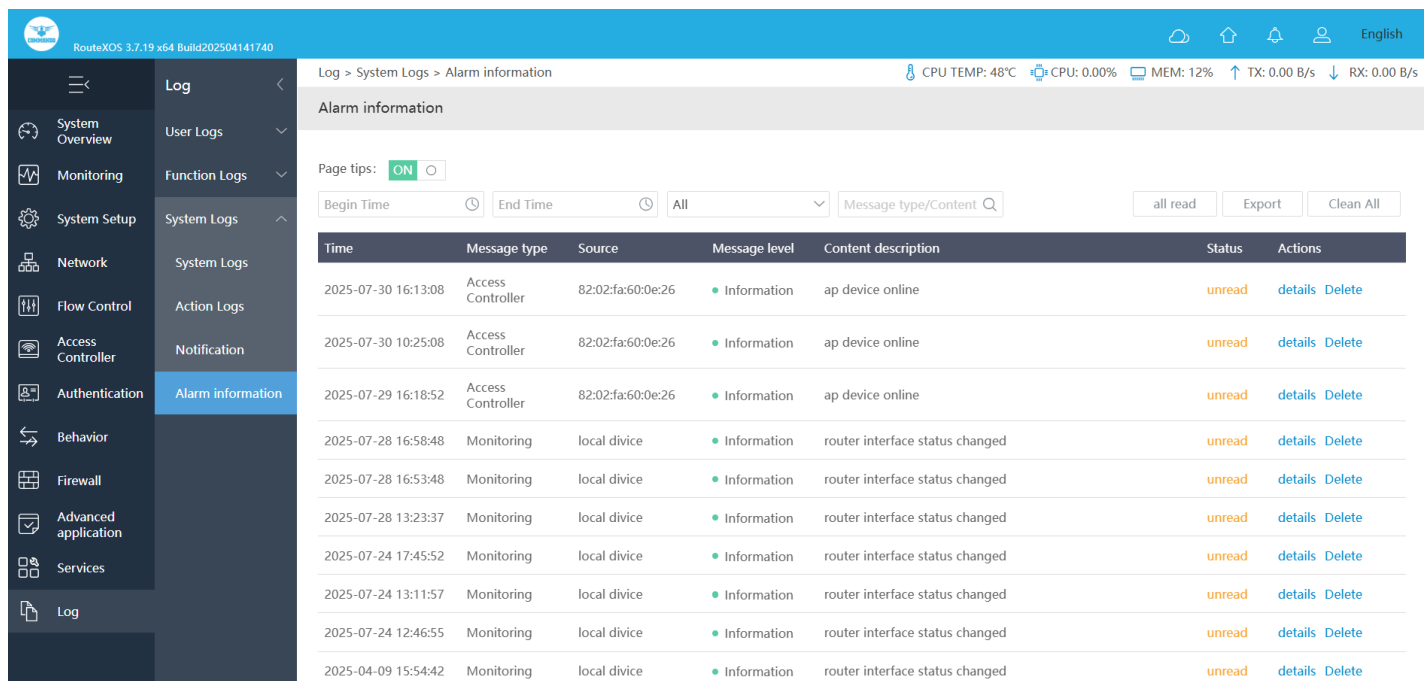 RouteXOS 3.7.19 x64 Build202504141740
English
Log
Log > System Logs > Alarm information
CPU TEMP: 48℃ CPU: 0.00% MEM: 12% TX: 0.00 B/s RX: 0.00 B/s
Alarm information
System
Overview
Monitoring
System Setup
Network
Flow Control
Access
Controller
Authentication
Behavior
Firewall
Advanced
application
Services
Log
User Logs
Function Logs
System Logs
System Logs
Action Logs
Notification
Alarm information
Page tips: ON
Begin Time End Time All Message type/Content all read Export Clean All
Time Message type Source Message level Content description Status Actions
2025-07-30 16:13:08 Access Controller 82:02:fa:60:0e:26 Information ap device online unread details Delete
2025-07-30 10:25:08 Access Controller 82:02:fa:60:0e:26 Information ap device online unread details Delete
2025-07-29 16:18:52 Access Controller 82:02:fa:60:0e:26 Information ap device online unread details Delete
2025-07-28 16:58:48 Monitoring local divice Information router interface status changed unread details Delete
2025-07-28 16:53:48 Monitoring local divice Information router interface status changed unread details Delete
2025-07-28 13:23:37 Monitoring local divice Information router interface status changed unread details Delete
2025-07-24 17:45:52 Monitoring local divice Information router interface status changed unread details Delete
2025-07-24 13:11:57 Monitoring local divice Information router interface status changed unread details Delete
2025-07-24 12:46:55 Monitoring local divice Information router interface status changed unread details Delete
2025-04-09 15:54:42 Monitoring local divice Information router interface status changed unread details Delete